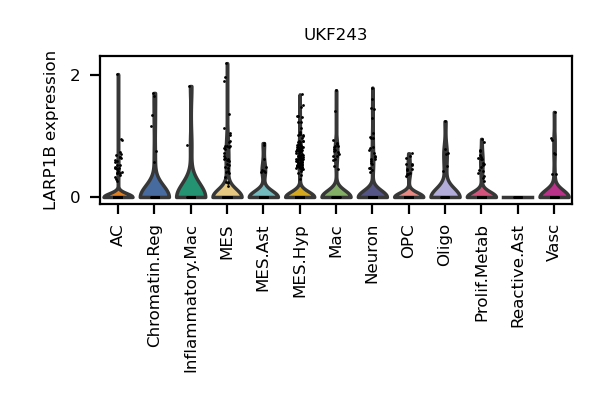 UKF243
LARP1B expression
2
0
AC
Chromatin.Reg
Inflammatory.Mac
MES
MES.Ast
MES.Hyp
Mac
Neuron
OPC
Oligo
Prolif.Metab
Reactive.Ast
Vasc